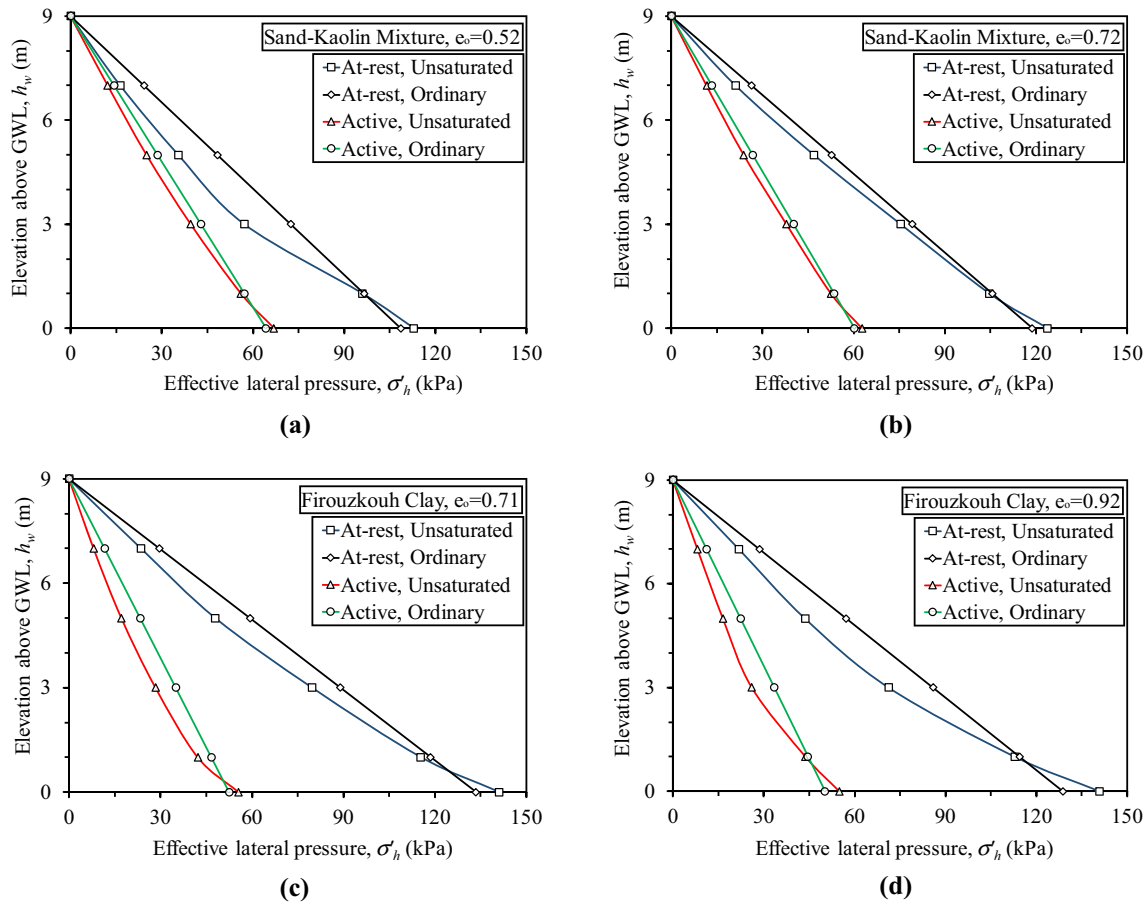 Sand-Kaolin Mixture, eₒ=0.52
At-rest, Unsaturated
At-rest, Ordinary
Active, Unsaturated
Active, Ordinary
Elevation above GWL, h_w (m)
9
6
3
0
0 30 60 90 120 150
Effective lateral pressure, σ'_h (kPa)
(a)
Sand-Kaolin Mixture, eₒ=0.72
At-rest, Unsaturated
At-rest, Ordinary
Active, Unsaturated
Active, Ordinary
Elevation above GWL, h_w (m)
9
6
3
0
0 30 60 90 120 150
Effective lateral pressure, σ'_h (kPa)
(b)
Firouzkouh Clay, eₒ=0.71
At-rest, Unsaturated
At-rest, Ordinary
Active, Unsaturated
Active, Ordinary
Elevation above GWL, h_w (m)
9
6
3
0
0 30 60 90 120 150
Effective lateral pressure, σ'_h (kPa)
(c)
Firouzkouh Clay, eₒ=0.92
At-rest, Unsaturated
At-rest, Ordinary
Active, Unsaturated
Active, Ordinary
Elevation above GWL, h_w (m)
9
6
3
0
0 30 60 90 120 150
Effective lateral pressure, σ'_h (kPa)
(d)